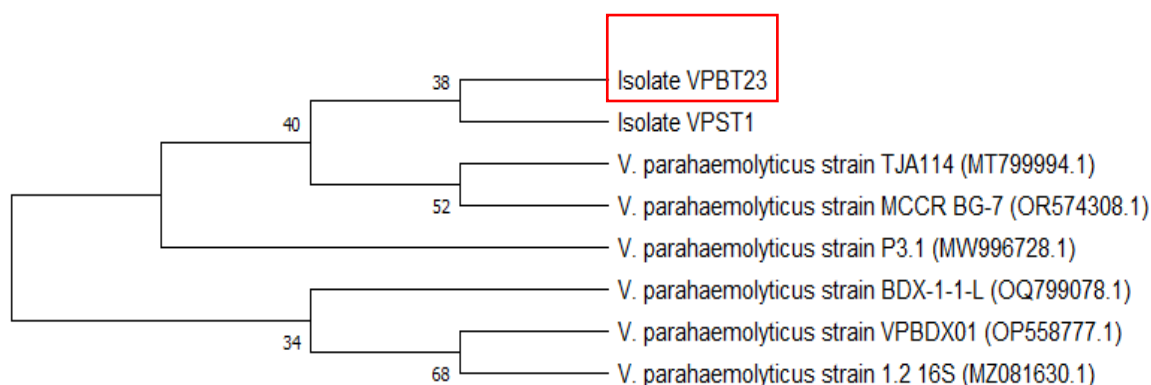 38
Isolate VPBT23
40
Isolate VPST1
V. parahaemolyticus strain TJA114 (MT799994.1)
52
V. parahaemolyticus strain MCCR BG-7 (OR574308.1)
V. parahaemolyticus strain P3.1 (MW996728.1)
V. parahaemolyticus strain BDX-1-1-L (OQ799078.1)
34
V. parahaemolyticus strain VPBDX01 (OP558777.1)
68
V. parahaemolyticus strain 1.2 16S (MZ081630.1)